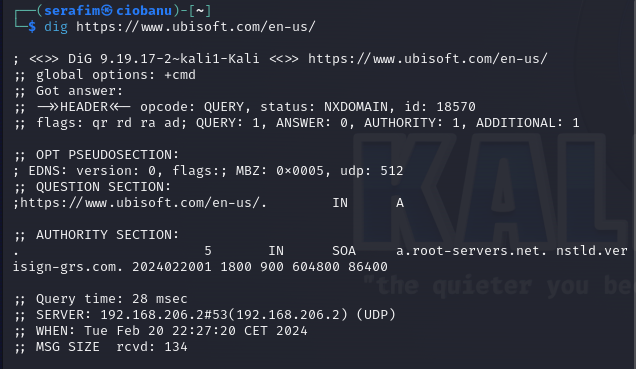 ┌──(serafim㉿ciobanu)-[~]
└─$ dig https://www.ubisoft.com/en-us/
; <<>> DiG 9.19.17-2~kali1-Kali <<>> https://www.ubisoft.com/en-us/
;; global options: +cmd
;; Got answer:
;; ->>HEADER<<- opcode: QUERY, status: NXDOMAIN, id: 18570
;; flags: qr rd ra ad; QUERY: 1, ANSWER: 0, AUTHORITY: 1, ADDITIONAL: 1
;; OPT PSEUDOSECTION:
; EDNS: version: 0, flags:; MBZ: 0×0005, udp: 512
;; QUESTION SECTION:
;https://www.ubisoft.com/en-us/.        IN      A
;; AUTHORITY SECTION:
.                       5       IN      SOA     a.root-servers.net. nstld.ver
isign-grs.com. 2024022001 1800 900 604800 86400
;; Query time: 28 msec
;; SERVER: 192.168.206.2#53(192.168.206.2) (UDP)
;; WHEN: Tue Feb 20 22:27:20 CET 2024
;; MSG SIZE  rcvd: 134
KAL
"the quieter you be